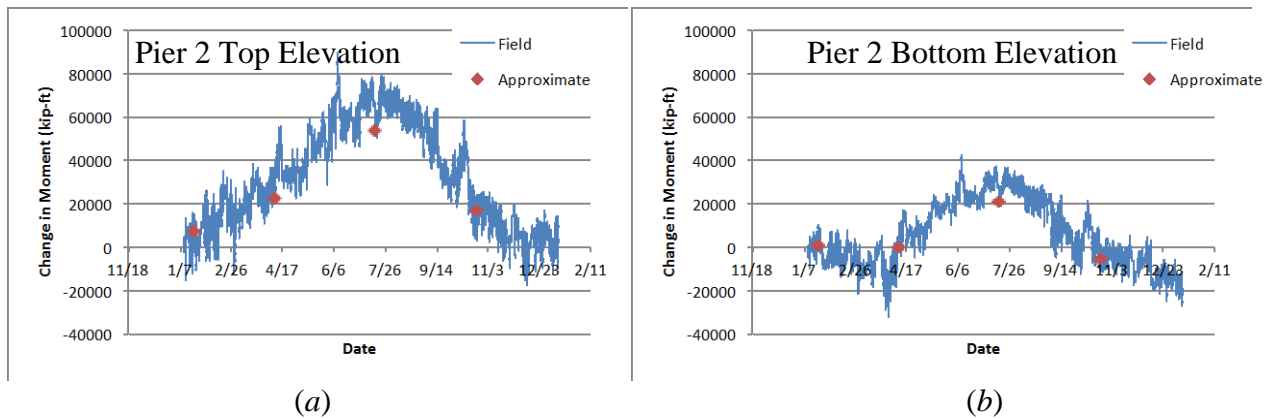 Pier 2 Top Elevation
Field
Approximate
Change in Moment (kip-ft)
100000
80000
60000
40000
20000
0
-20000
-40000
11/18 1/7 2/26 4/17 6/6 7/26 9/14 11/3 12/23 2/11
Date
(a)
Pier 2 Bottom Elevation
Field
Approximate
Change in Moment (kip-ft)
100000
80000
60000
40000
20000
0
-20000
-40000
11/18 1/7 2/26 4/17 6/6 7/26 9/14 11/3 12/23 2/11
Date
(b)